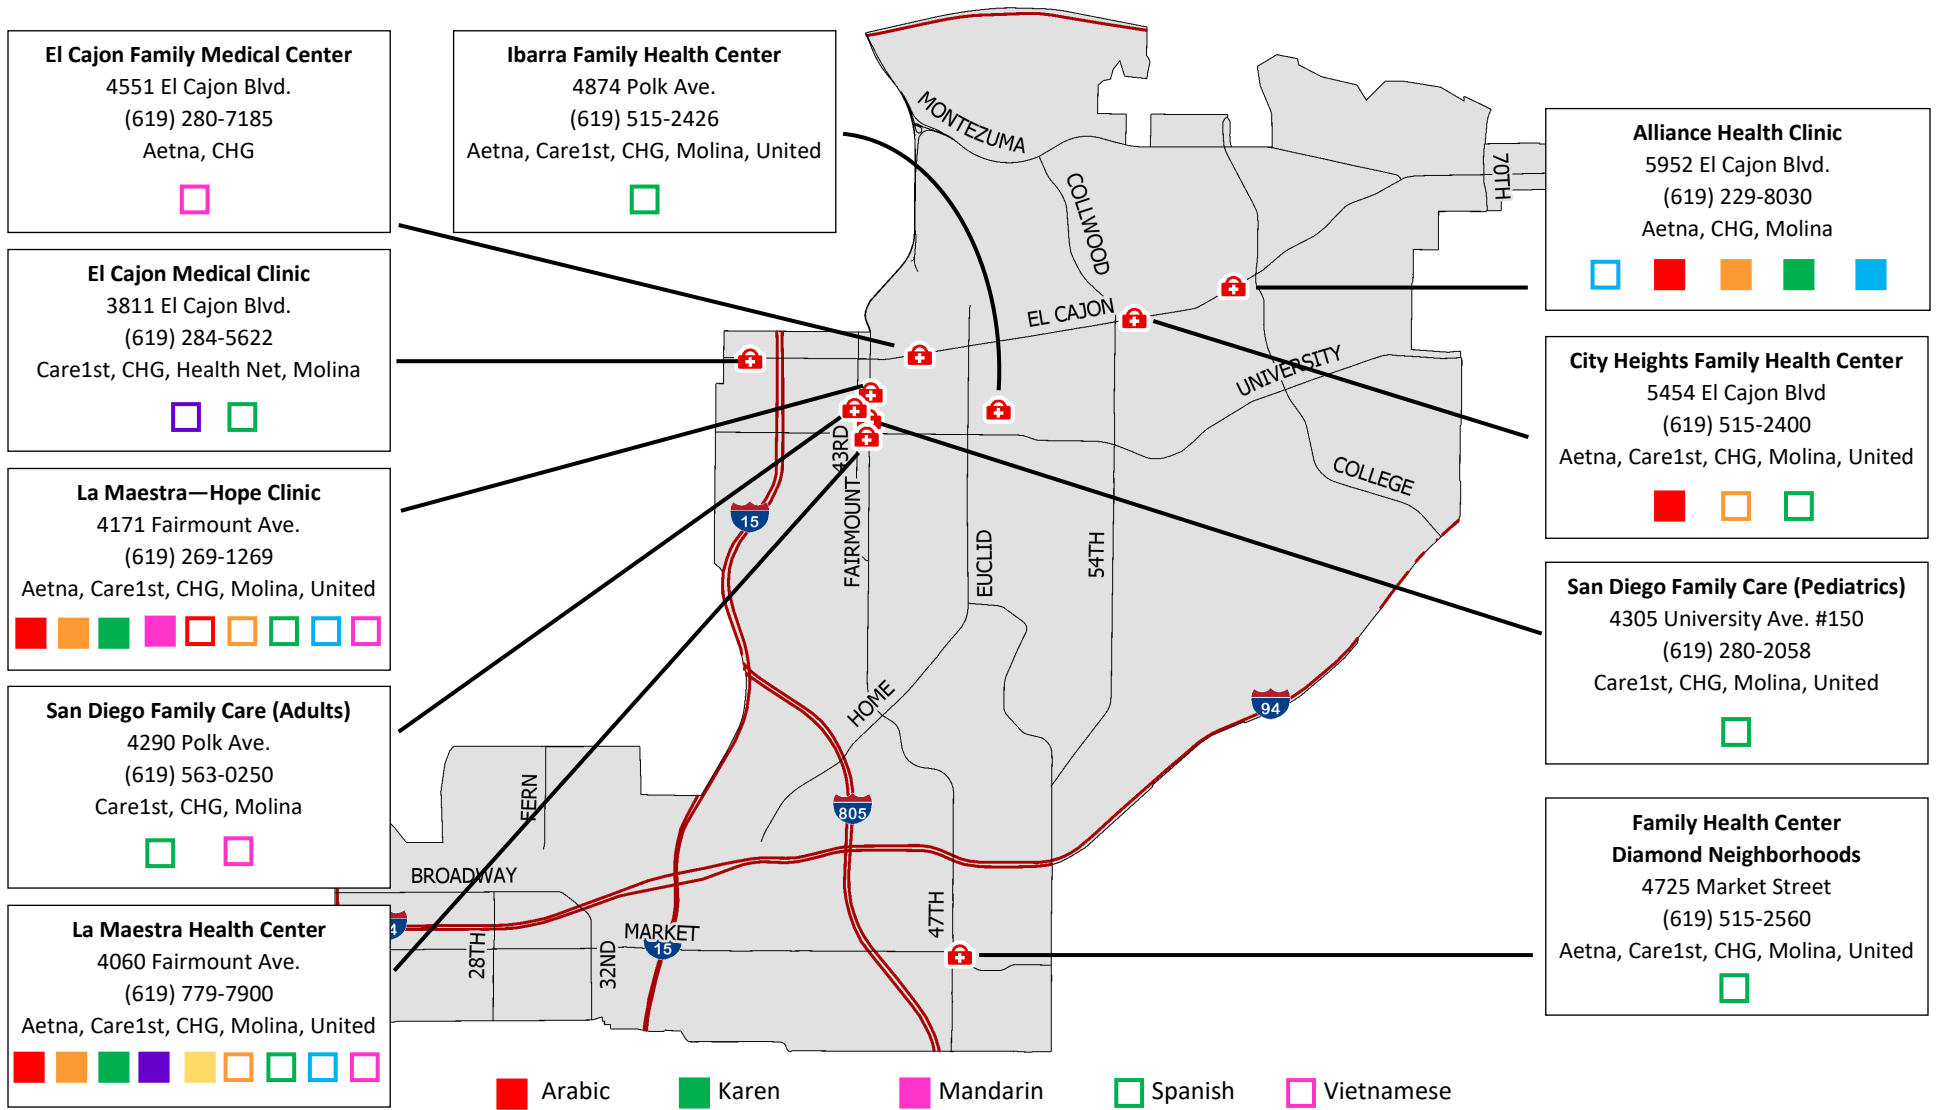 El Cajon Family Medical Center
4551 El Cajon Blvd.
(619) 280-7185
Aetna, CHG
El Cajon Medical Clinic
3811 El Cajon Blvd.
(619) 284-5622
Care1st, CHG, Health Net, Molina
La Maestra—Hope Clinic
4171 Fairmount Ave.
(619) 269-1269
Aetna, Care1st, CHG, Molina, United
San Diego Family Care (Adults)
4290 Polk Ave.
(619) 563-0250
Care1st, CHG, Molina
La Maestra Health Center
4060 Fairmount Ave.
(619) 779-7900
Aetna, Care1st, CHG, Molina, United
Ibarra Family Health Center
4874 Polk Ave.
(619) 515-2426
Aetna, Care1st, CHG, Molina, United
MONTEZUMA
COLLWOOD
70TH
EL CAJON
UNIVERSITY
43RD
COLLEGE
15
FAIRMOUNT
EUCLID
54TH
HOME
94
FERN
805
BROADWAY
4
28TH
32ND
MARKET
15
47TH
Alliance Health Clinic
5952 El Cajon Blvd.
(619) 229-8030
Aetna, CHG, Molina
City Heights Family Health Center
5454 El Cajon Blvd
(619) 515-2400
Aetna, Care1st, CHG, Molina, United
San Diego Family Care (Pediatrics)
4305 University Ave. #150
(619) 280-2058
Care1st, CHG, Molina, United
Family Health Center
Diamond Neighborhoods
4725 Market Street
(619) 515-2560
Aetna, Care1st, CHG, Molina, United
Arabic Karen Mandarin Spanish Vietnamese